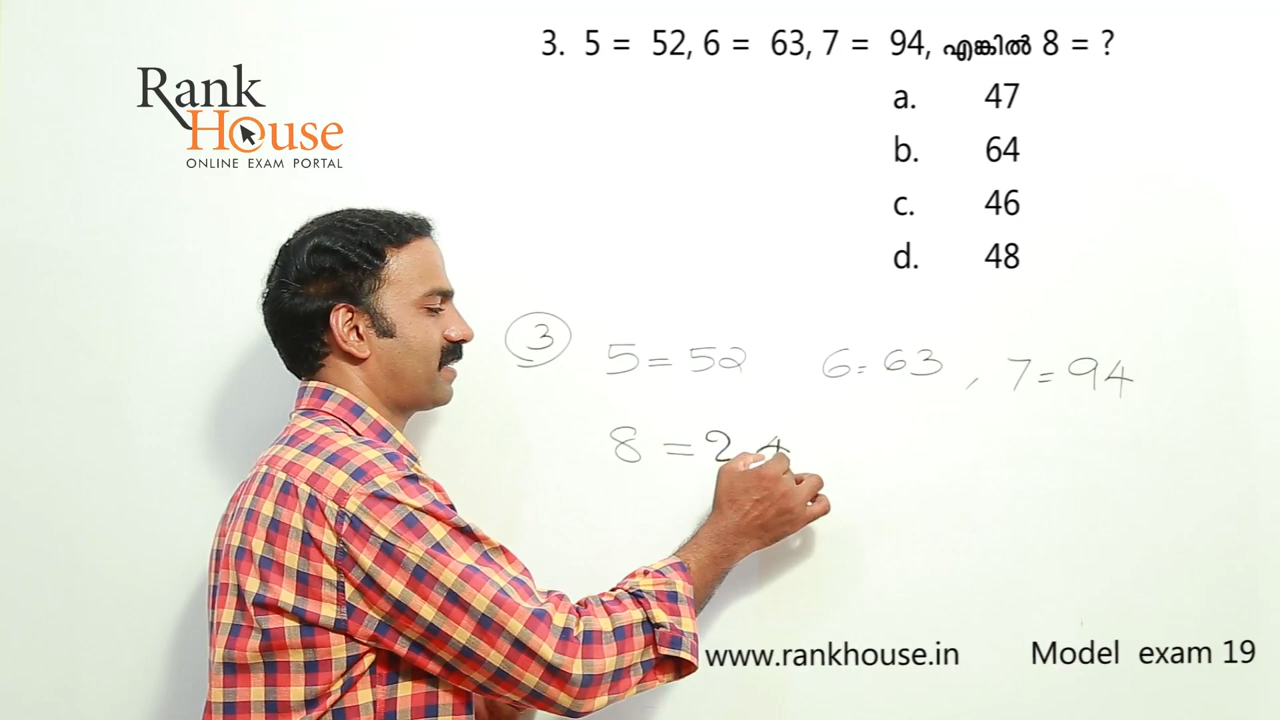 3. 5 = 52, 6 = 63, 7 = 94, എങ്കിൽ 8 = ?
a. 47
b. 64
c. 46
d. 48
Rank
House
ONLINE EXAM PORTAL
3 5=52 6=63, 7=94
8 = 2 4
www.rankhouse.in Model exam 19